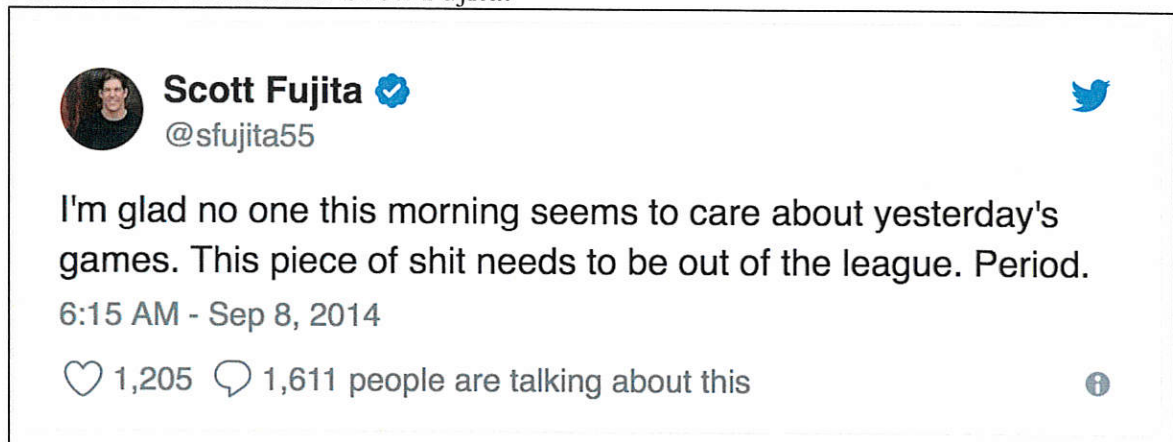 Scott Fujita
@sfujita55
I'm glad no one this morning seems to care about yesterday's
games. This piece of shit needs to be out of the league. Period.
6:15 AM - Sep 8, 2014
1,205 1,611 people are talking about this